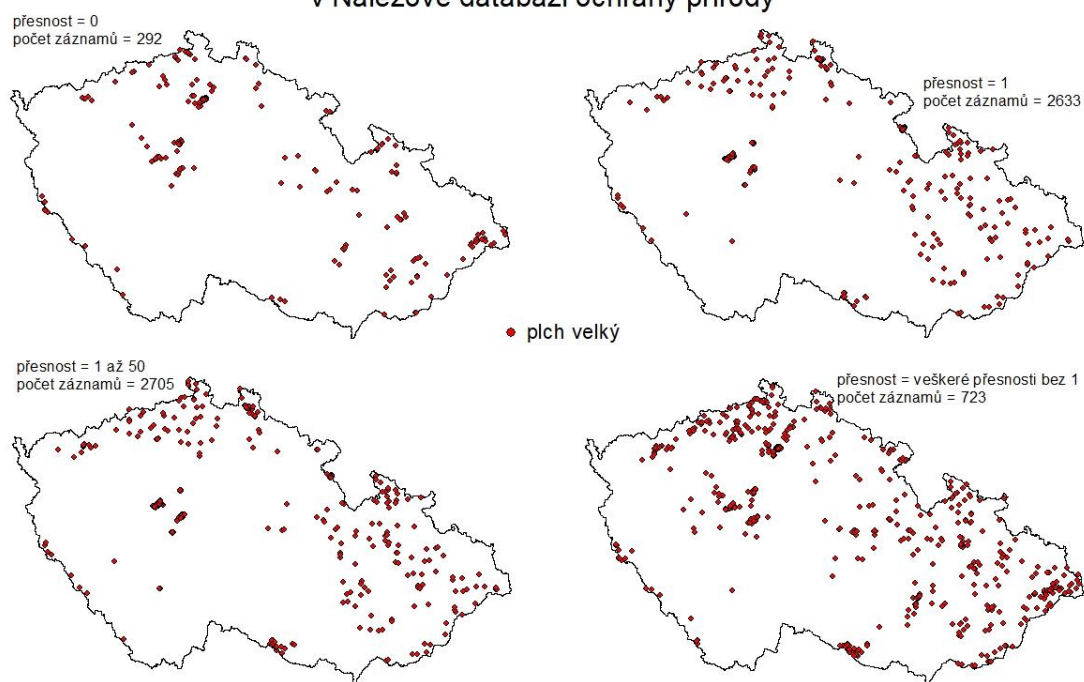 v Nálezové databázi ochrany přírody
přesnost = 0
počet záznamů = 292
přesnost = 1
počet záznamů = 2633
plch velký
přesnost = 1 až 50
počet záznamů = 2705
přesnost = veškeré přesnosti bez 1
počet záznamů = 723